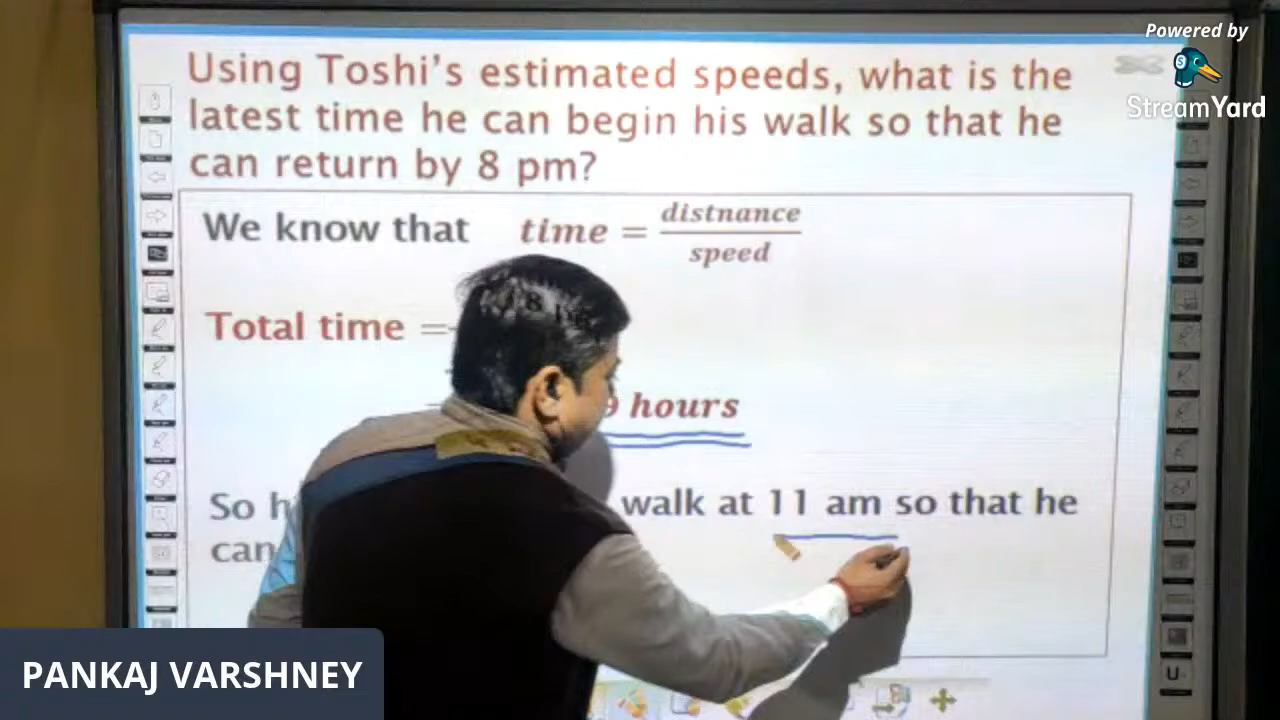 Powered by
StreamYard
Using Toshi's estimated speeds, what is the
latest time he can begin his walk so that he
can return by 8 pm?
We know that time = distnance
speed
Total time =
9 hours
So walk at 11 am so that he
can
PANKAJ VARSHNEY